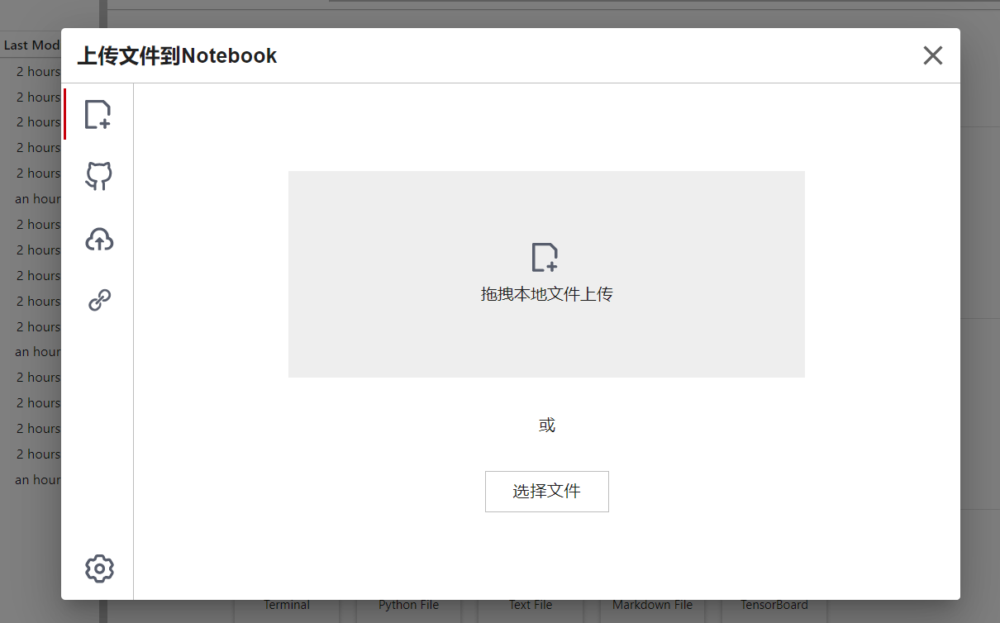 上传文件到Notebook
Last Mod
2 hours
2 hours
2 hours
2 hours
2 hours
an hour
2 hours
2 hours
2 hours
2 hours
2 hours
an hour
2 hours
2 hours
2 hours
2 hours
an hour
拖拽本地文件上传
或
选择文件
Terminal
Python File
Text File
Markdown File
TensorBoard